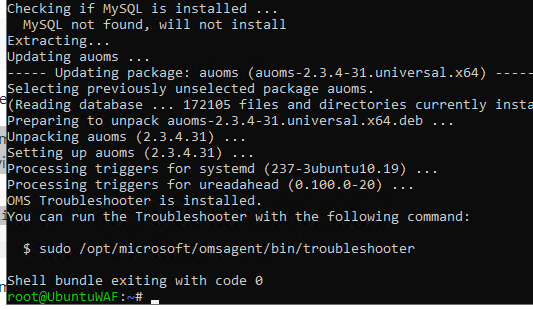 Checking if MySQL is installed ...
  MySQL not found, will not install
Extracting...
Updating auoms ...
----- Updating package: auoms (auoms-2.3.4-31.universal.x64) -----
Selecting previously unselected package auoms.
(Reading database ... 172105 files and directories currently insta
Preparing to unpack auoms-2.3.4-31.universal.x64.deb ...
Unpacking auoms (2.3.4.31) ...
Setting up auoms (2.3.4.31) ...
Processing triggers for systemd (237-3ubuntu10.19) ...
Processing triggers for ureadahead (0.100.0-20) ...
OMS Troubleshooter is installed.
You can run the Troubleshooter with the following command:
  $ sudo /opt/microsoft/omsagent/bin/troubleshooter
Shell bundle exiting with code 0
root@UbuntuWAF:~#